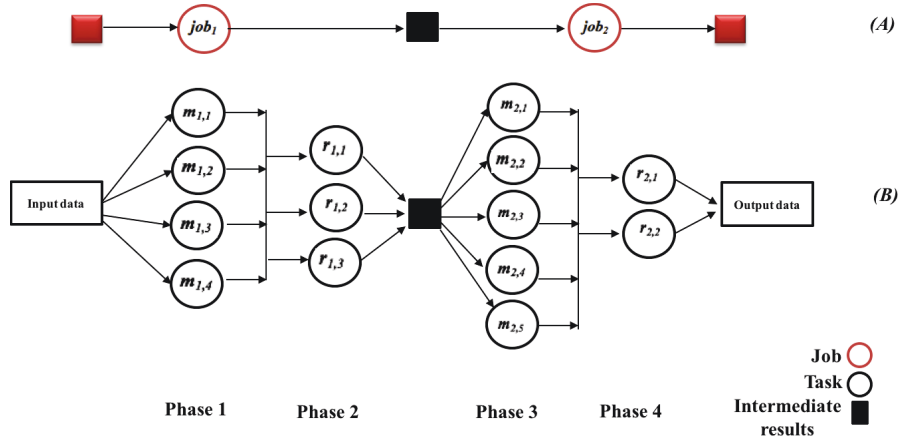 job1
job2
(A)
m1,1
m1,2
m1,3
m1,4
r1,1
r1,2
r1,3
m2,1
m2,2
m2,3
m2,4
m2,5
r2,1
r2,2
Input data
Output data
(B)
Job
Task
Intermediate
results
Phase 1
Phase 2
Phase 3
Phase 4